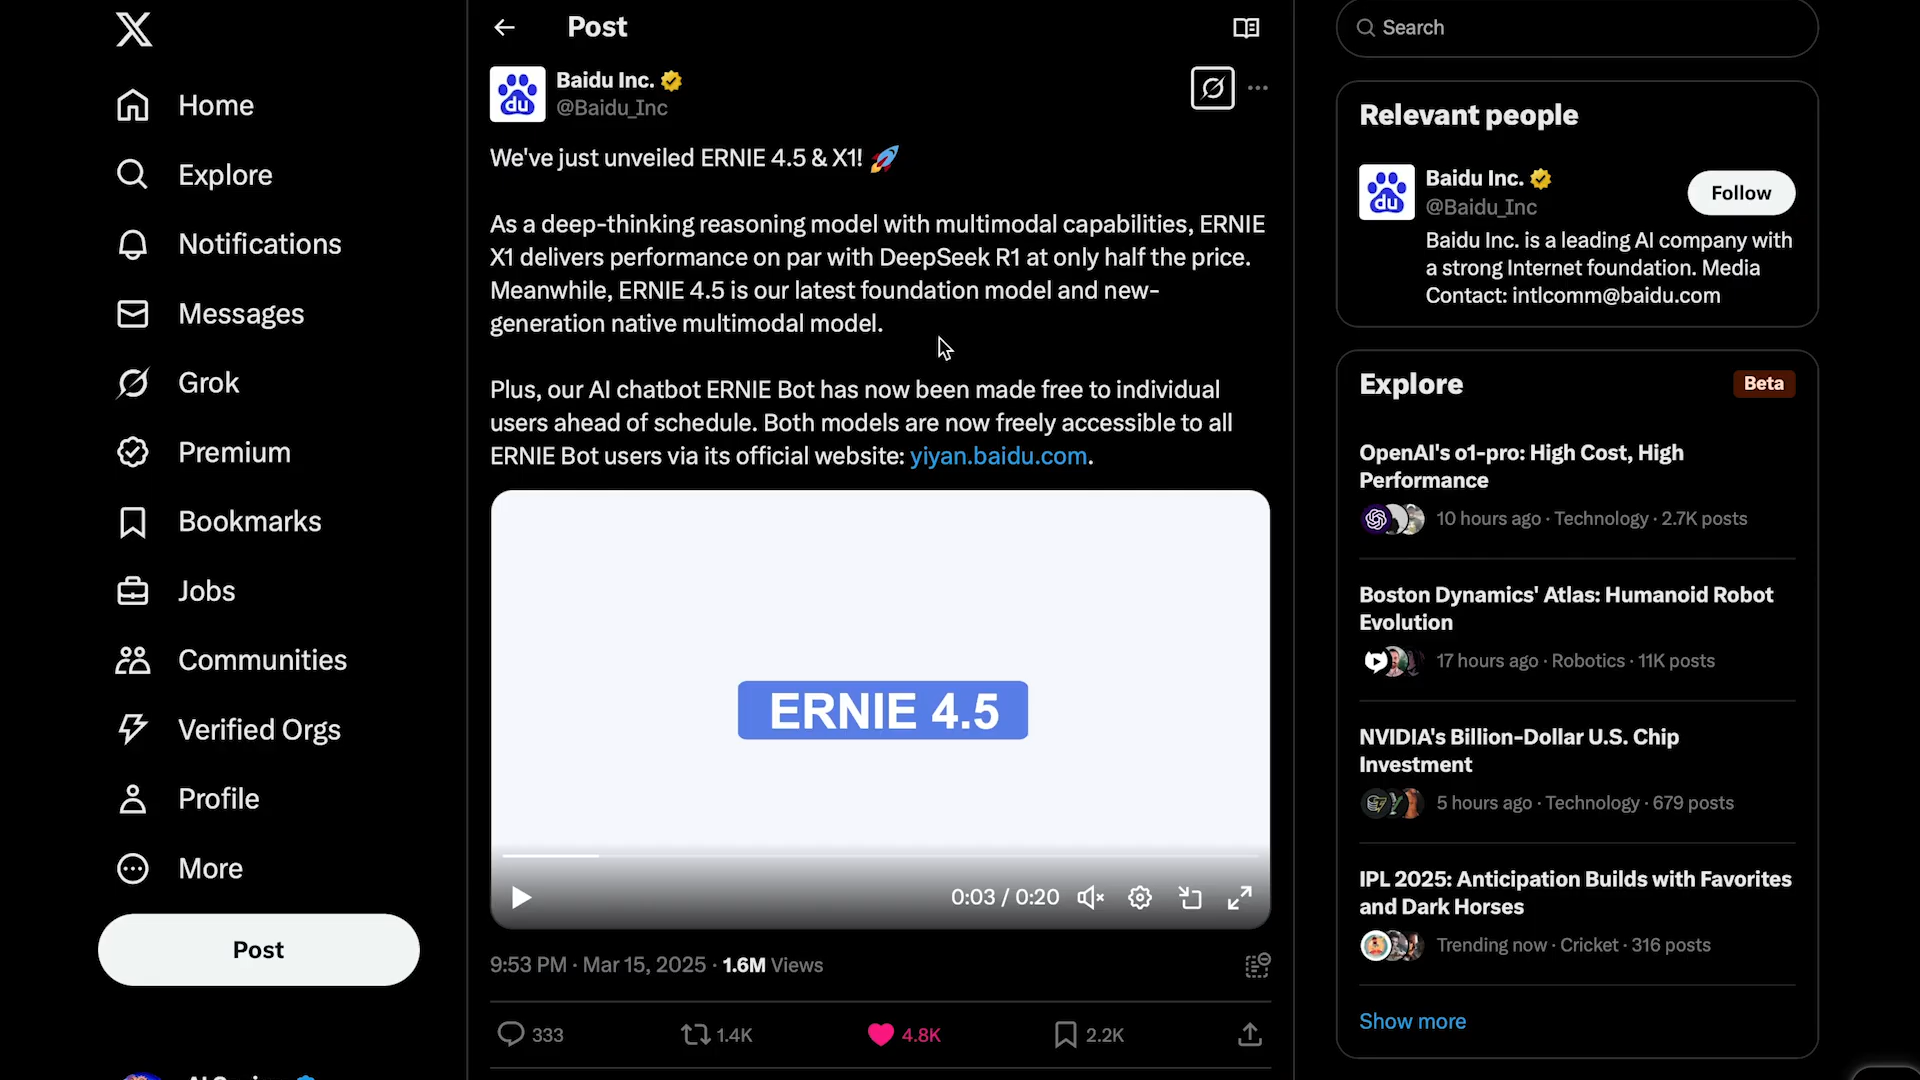 Home
Explore
Notifications
Messages
Grok
Premium
Bookmarks
Jobs
Communities
Verified Orgs
Profile
More
Post
Post
du
Baidu Inc.
@Baidu_Inc
We've just unveiled ERNIE 4.5 & X1! 🚀
As a deep-thinking reasoning model with multimodal capabilities, ERNIE
X1 delivers performance on par with DeepSeek R1 at only half the price.
Meanwhile, ERNIE 4.5 is our latest foundation model and new-
generation native multimodal model.
Plus, our AI chatbot ERNIE Bot has now been made free to individual
users ahead of schedule. Both models are now freely accessible to all
ERNIE Bot users via its official website: yiyan.baidu.com.
ERNIE 4.5
0:03 / 0:20
9:53 PM · Mar 15, 2025 · 1.6M Views
333 1.4K 4.8K 2.2K
Search
Relevant people
du
Baidu Inc.
@Baidu_Inc
Follow
Baidu Inc. is a leading AI company with
a strong Internet foundation. Media
Contact: intlcomm@baidu.com
Explore
Beta
OpenAI's o1-pro: High Cost, High
Performance
10 hours ago · Technology · 2.7K posts
Boston Dynamics' Atlas: Humanoid Robot
Evolution
17 hours ago · Robotics · 11K posts
NVIDIA's Billion-Dollar U.S. Chip
Investment
5 hours ago · Technology · 679 posts
IPL 2025: Anticipation Builds with Favorites
and Dark Horses
Trending now · Cricket · 316 posts
Show more